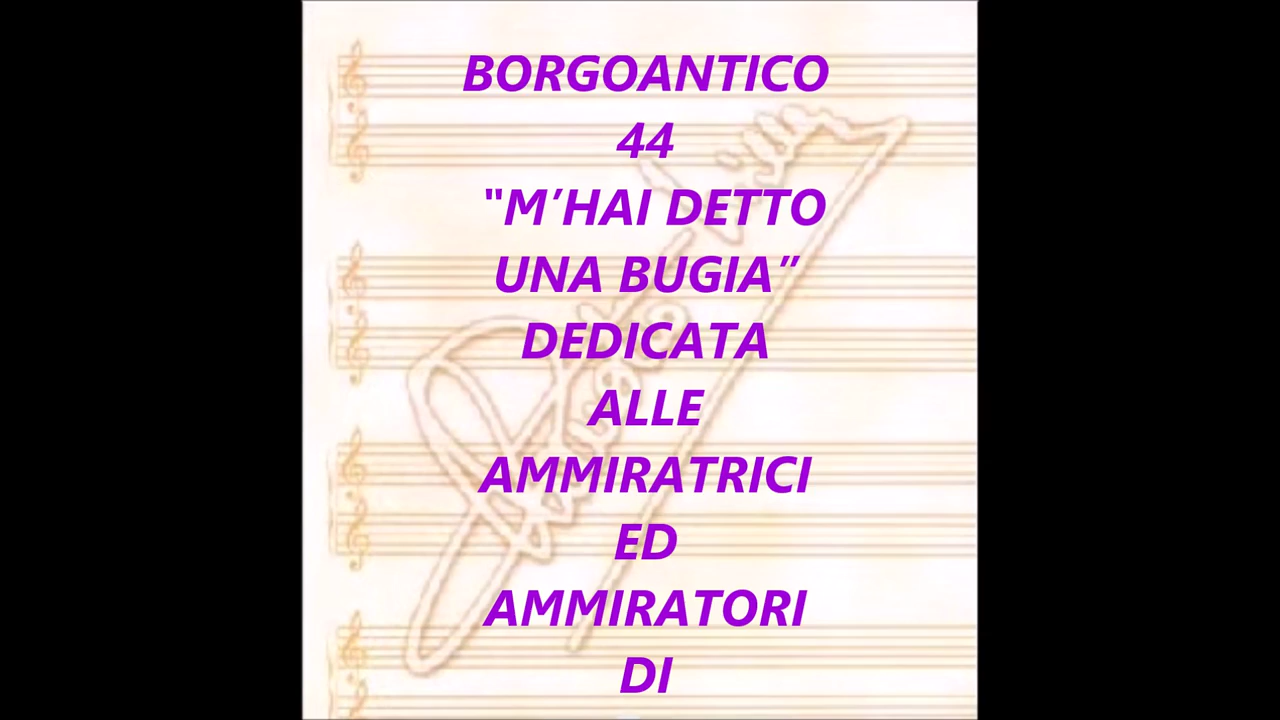 BORGOANTICO
44
"M’HAI DETTO
UNA BUGIA”
DEDICATA
ALLE
AMMIRATRICI
ED
AMMIRATORI
DI